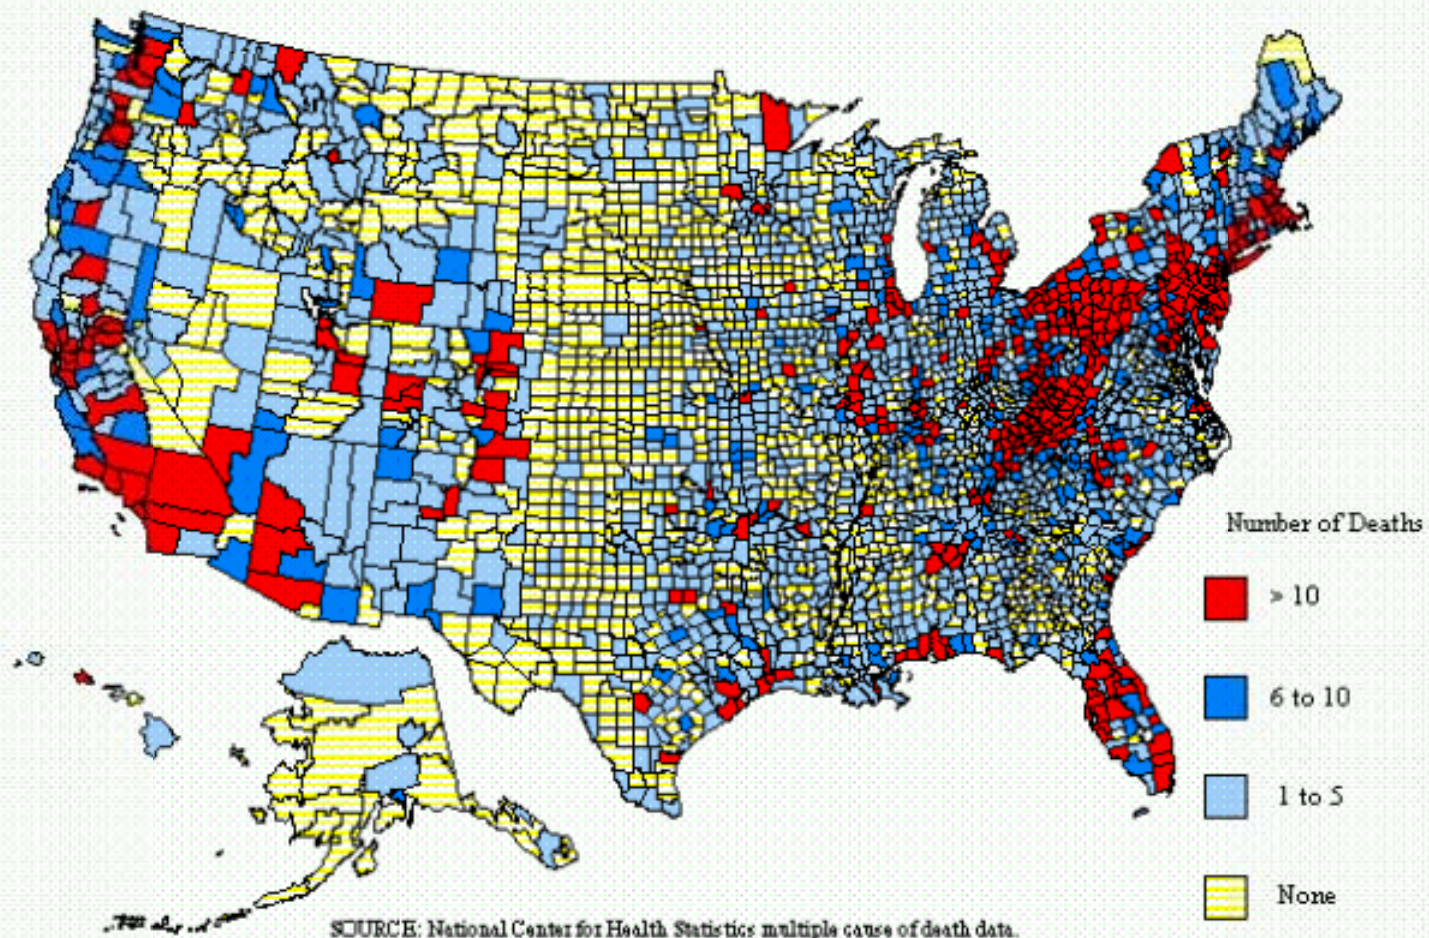 Number of Deaths
> 10
6 to 10
1 to 5
None
SOURCE: National Center for Health Statistics multiple cause of death data.